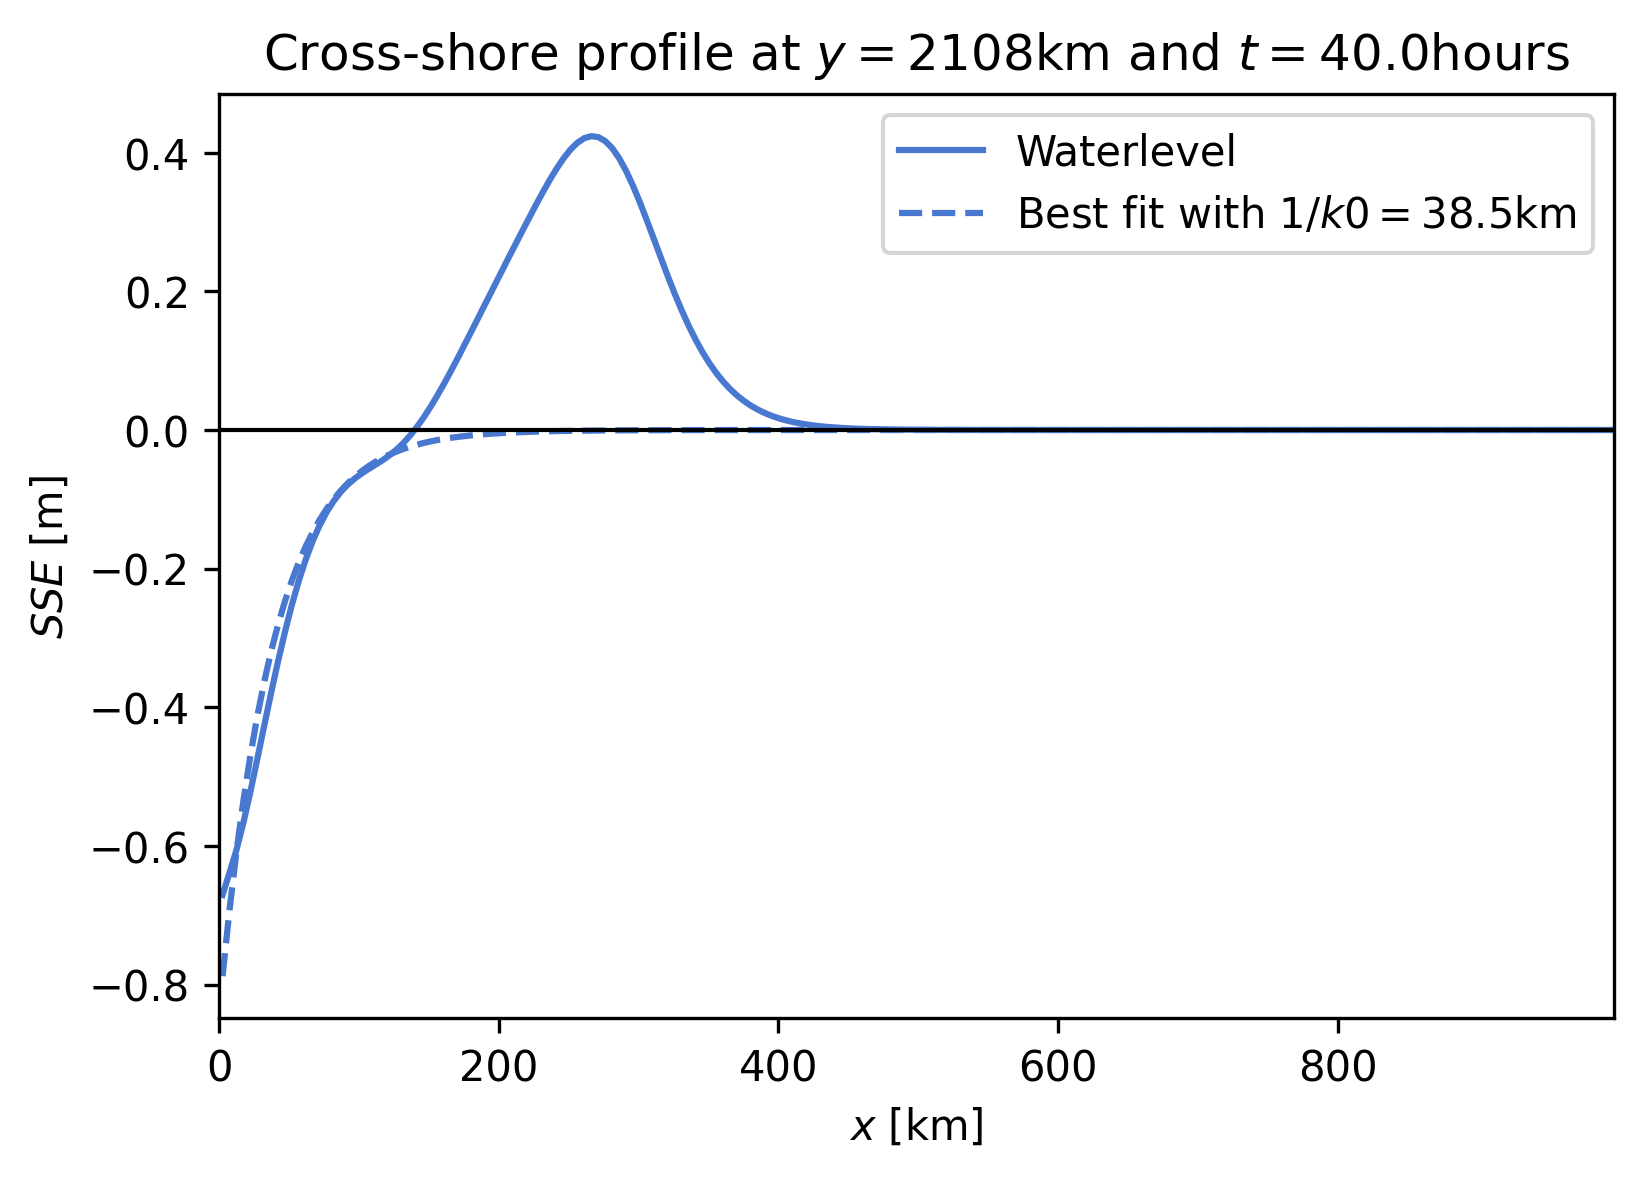 Cross-shore profile at y = 2108km and t = 40.0hours
Waterlevel
Best fit with 1/k0 = 38.5km
SSE [m]
0.4
0.2
0.0
−0.2
−0.4
−0.6
−0.8
0 200 400 600 800
x [km]